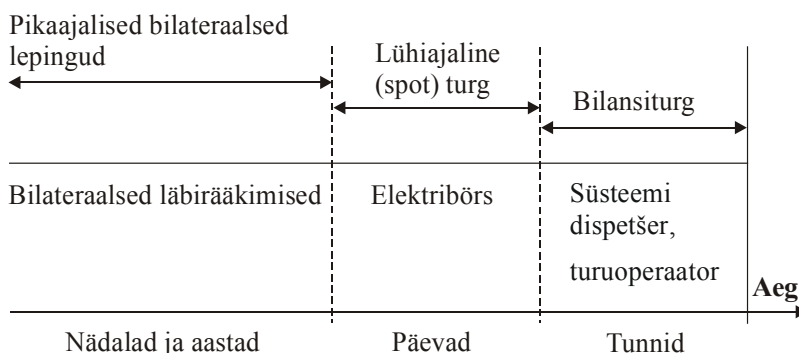 Pikaajalised bilateraalsed
lepingud
Lühiajaline
(spot) turg
Bilansiturg
Bilateraalsed läbirääkimised
Elektribörs
Süsteemi
dispetšer,
turuoperaator
Aeg
Nädalad ja aastad
Päevad
Tunnid